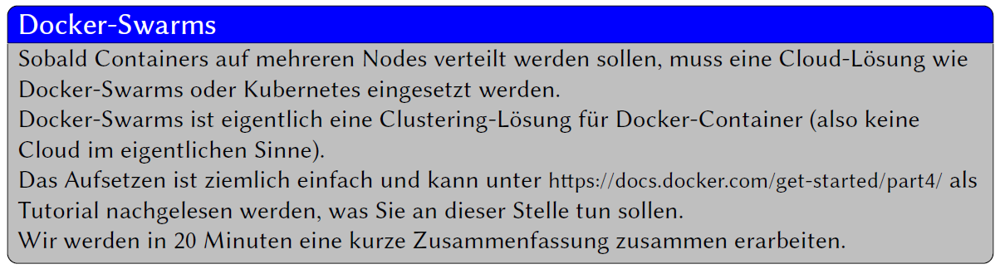 Docker-Swarms
Sobald Containers auf mehreren Nodes verteilt werden sollen, muss eine Cloud-Lösung wie
Docker-Swarms oder Kubernetes eingesetzt werden.
Docker-Swarms ist eigentlich eine Clustering-Lösung für Docker-Container (also keine
Cloud im eigentlichen Sinne).
Das Aufsetzen ist ziemlich einfach und kann unter https://docs.docker.com/get-started/part4/ als
Tutorial nachgelesen werden, was Sie an dieser Stelle tun sollen.
Wir werden in 20 Minuten eine kurze Zusammenfassung zusammen erarbeiten.